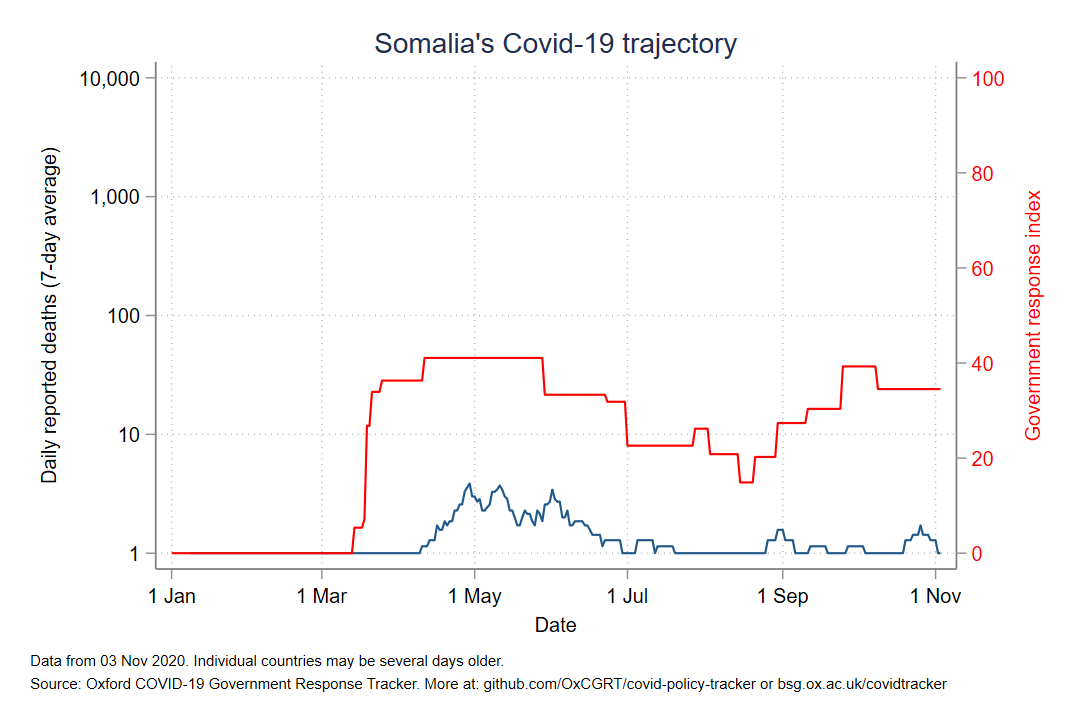 Somalia's Covid-19 trajectory
10,000
1,000
100
10
1
Daily reported deaths (7-day average)
100
80
60
40
20
0
Government response index
1 Jan
1 Mar
1 May
1 Jul
1 Sep
1 Nov
Date
Data from 03 Nov 2020. Individual countries may be several days older.
Source: Oxford COVID-19 Government Response Tracker. More at: github.com/OxCGRT/covid-policy-tracker or bsg.ox.ac.uk/covidtracker